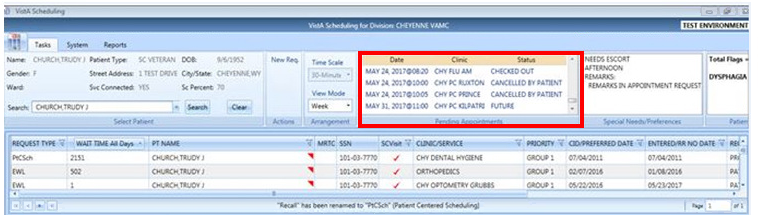 VistA Scheduling
VistA Scheduling for Division: CHEYENNE VAMC
TEST ENVIRONMENT
Tasks System Reports
Name: CHURCH,TRUDY J Patient Type: SC VETERAN DOB: 9/6/1952
Gender: F Street Address: 1 TEST DRIVE City/State: CHEYENNE,WY
Ward: Svc Connected: YES Sc Percent: 70
Search: CHURCH,TRUDY J Search Clear
Select Patient
New Req.
Actions
Time Scale
30-Minute
View Mode
Week
Arrangement
Date Clinic Status
MAY 24, 2017@08:20 CHY FLU AM CHECKED OUT
MAY 24, 2017@10:00 CHY PC RUXTON CANCELLED BY PATIENT
MAY 24, 2017@10:05 CHY PC PRINCE CANCELLED BY PATIENT
MAY 31, 2017@11:00 CHY PC KILPATRI FUTURE
Pending Appointments
NEEDS ESCORT
AFTERNOON
REMARKS:
REMARKS IN APPOINTMENT REQUEST
Special Needs/Preferences
Total Flags =
DYSPHAGIA
Patien
REQUEST TYPE WAIT TIME All Days PT NAME MRTC SSN SCVisit CLINIC/SERVICE PRIORITY CID/PREFERRED DATE ENTERED/RR NO DATE REC
PtCSch 2151 CHURCH,TRUDY J 101-03-7770 ✓ CHY DENTAL HYGIENE GROUP 1 07/04/2011 07/04/2011 PRI
EWL 502 CHURCH,TRUDY J 101-03-7770 ✓ ORTHOPEDICS GROUP 1 02/07/2016 01/08/2016 PA
EWL 1 CHURCH,TRUDY J 101-03-7770 ✓ CHY OPTOMETRY GRUBBS GROUP 1 05/22/2016 05/23/2017 PA
"Recall" has been renamed to "PtCSch" (Patient Centered Scheduling)
Page 1 of 1